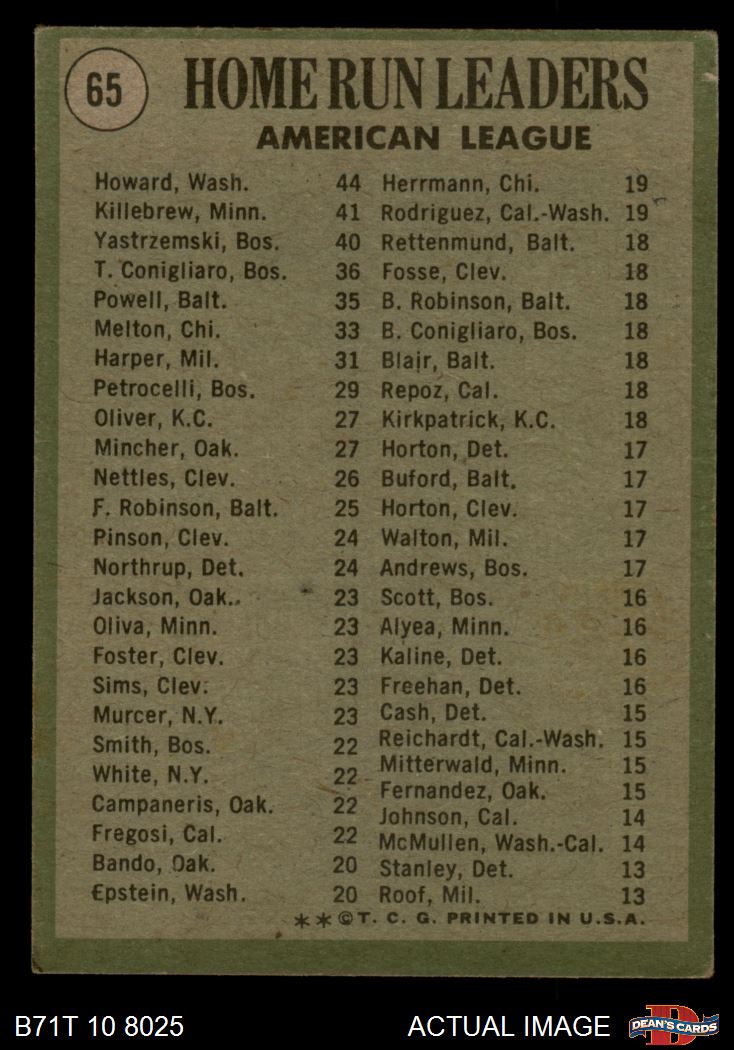 65
HOME RUN LEADERS
AMERICAN LEAGUE
Howard, Wash. 44
Killebrew, Minn. 41
Yastrzemski, Bos. 40
T. Conigliaro, Bos. 36
Powell, Balt. 35
Melton, Chi. 33
Harper, Mil. 31
Petrocelli, Bos. 29
Oliver, K.C. 27
Mincher, Oak. 27
Nettles, Clev. 26
F. Robinson, Balt. 25
Pinson, Clev. 24
Northrup, Det. 24
Jackson, Oak. 23
Oliva, Minn. 23
Foster, Clev. 23
Sims, Clev. 23
Murcer, N.Y. 23
Smith, Bos. 22
White, N.Y. 22
Campaneris, Oak. 22
Fregosi, Cal. 22
Bando, Oak. 20
Epstein, Wash. 20
Herrmann, Chi. 19
Rodriguez, Cal.-Wash. 19
Rettenmund, Balt. 18
Fosse, Clev. 18
B. Robinson, Balt. 18
B. Conigliaro, Bos. 18
Blair, Balt. 18
Repoz, Cal. 18
Kirkpatrick, K.C. 18
Horton, Det. 17
Buford, Balt. 17
Horton, Clev. 17
Walton, Mil. 17
Andrews, Bos. 17
Scott, Bos. 16
Alyea, Minn. 16
Kaline, Det. 16
Freehan, Det. 16
Cash, Det. 15
Reichardt, Cal.-Wash. 15
Mitterwald, Minn. 15
Fernandez, Oak. 15
Johnson, Cal. 14
McMullen, Wash.-Cal. 14
Stanley, Det. 13
Roof, Mil. 13
**©T. C. G. PRINTED IN U.S.A.
B71T 10 8025
ACTUAL IMAGE
D
DEAN'S CARDS